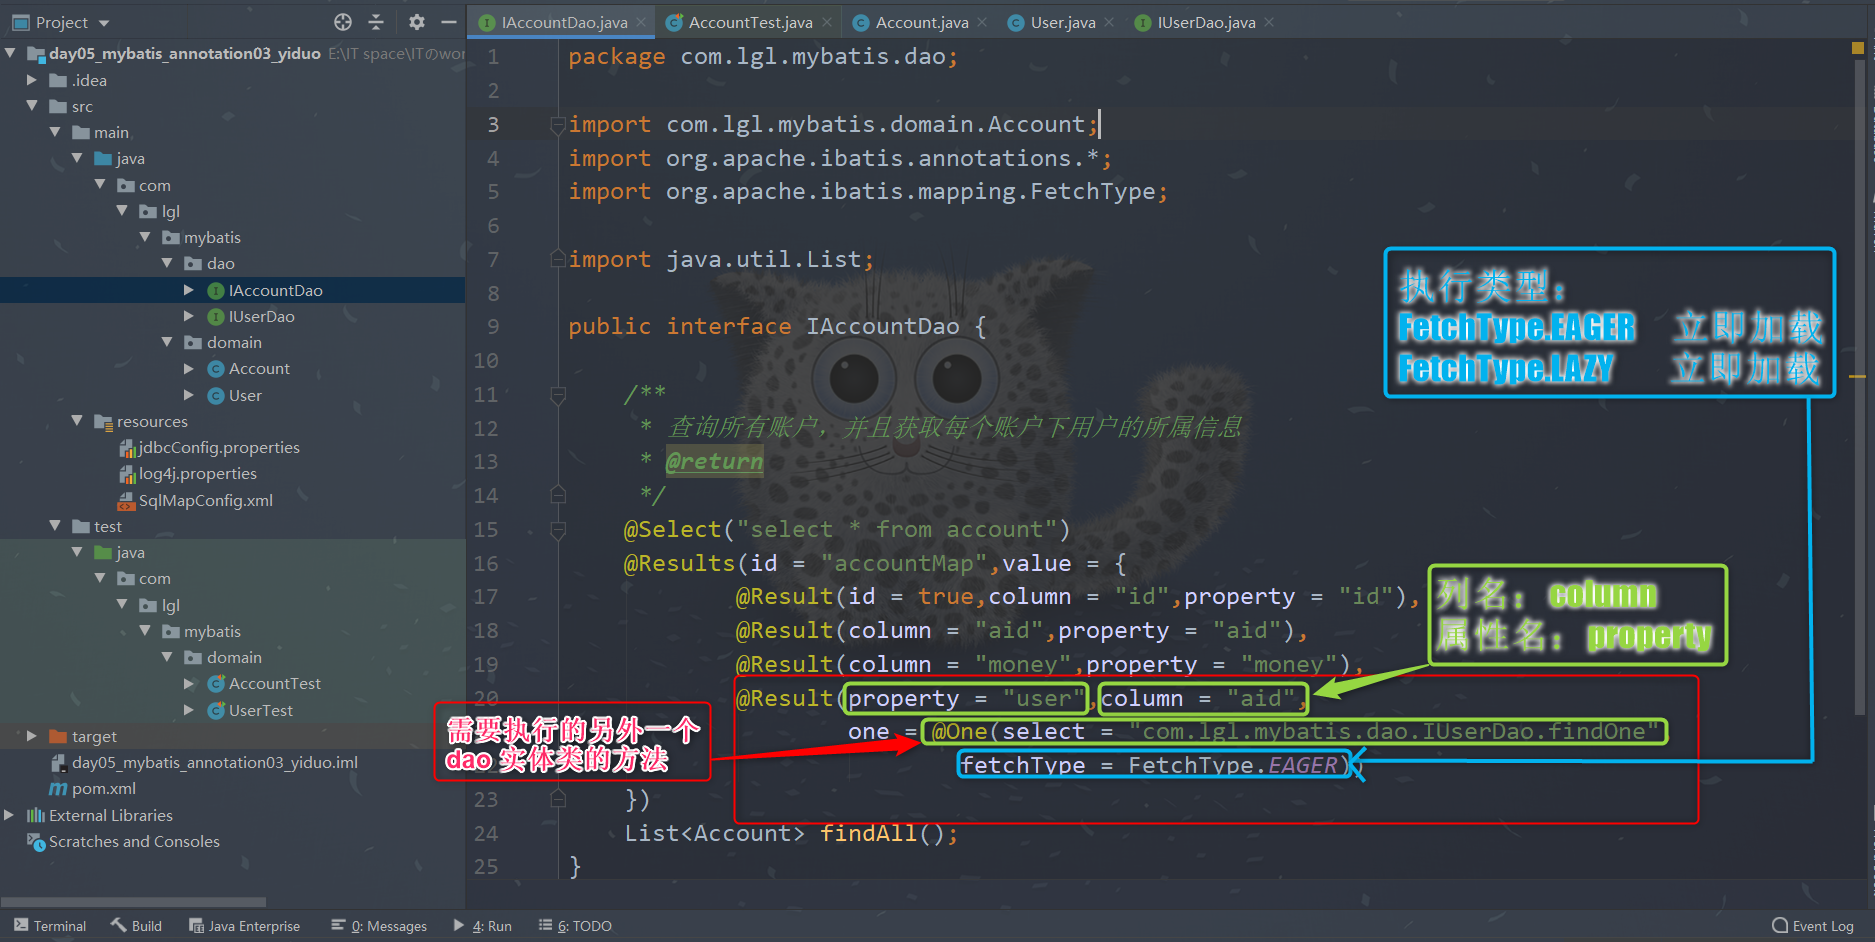 Project
IAccountDao.java
AccountTest.java
Account.java
User.java
IUserDao.java
day05_mybatis_annotation03_yiduo E:\IT space\ITのwor
.idea
src
main
java
com
lgl
mybatis
dao
IAccountDao
IUserDao
domain
Account
User
resources
jdbcConfig.properties
log4j.properties
SqlMapConfig.xml
test
java
com
lgl
mybatis
domain
AccountTest
UserTest
target
day05_mybatis_annotation03_yiduo.iml
pom.xml
External Libraries
Scratches and Consoles
1 package com.lgl.mybatis.dao;
2
3 import com.lgl.mybatis.domain.Account;
4 import org.apache.ibatis.annotations.*;
5 import org.apache.ibatis.mapping.FetchType;
6
7 import java.util.List;
8
9 public interface IAccountDao {
10
11 /**
12 * 查询所有账户，并且获取每个账户下用户的所属信息
13 * @return
14 */
15 @Select("select * from account")
16 @Results(id = "accountMap",value = {
17 @Result(id = true,column = "id",property = "id"),
18 @Result(column = "aid",property = "aid"),
19 @Result(column = "money",property = "money"),
20 @Result(property = "user",column = "aid",
one = @One(select = "com.lgl.mybatis.dao.IUserDao.findOne"
fetchType = FetchType.EAGER))
23 })
24 List<Account> findAll();
25 }
执行类型：
FetchType.EAGER 立即加载
FetchType.LAZY 立即加载
列名： column
属性名： property
需要执行的另外一个
dao 实体类的方法
Terminal
Build
Java Enterprise
0: Messages
4: Run
6: TODO
Event Log